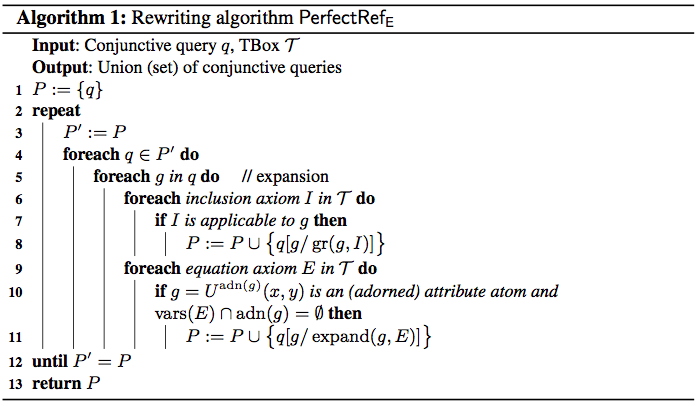 Algorithm 1: Rewriting algorithm PerfectRef_E
Input: Conjunctive query q, TBox 𝒯
Output: Union (set) of conjunctive queries
1 P := {q}
2 repeat
3 P′ := P
4 foreach q ∈ P′ do
5 foreach g in q do // expansion
6 foreach inclusion axiom I in 𝒯 do
7 if I is applicable to g then
8 P := P ∪ {q[g/ gr(g, I)]}
9 foreach equation axiom E in 𝒯 do
10 if g = U^adn(g)(x, y) is an (adorned) attribute atom and
vars(E) ∩ adn(g) = ∅ then
11 P := P ∪ {q[g/ expand(g, E)]}
12 until P′ = P
13 return P